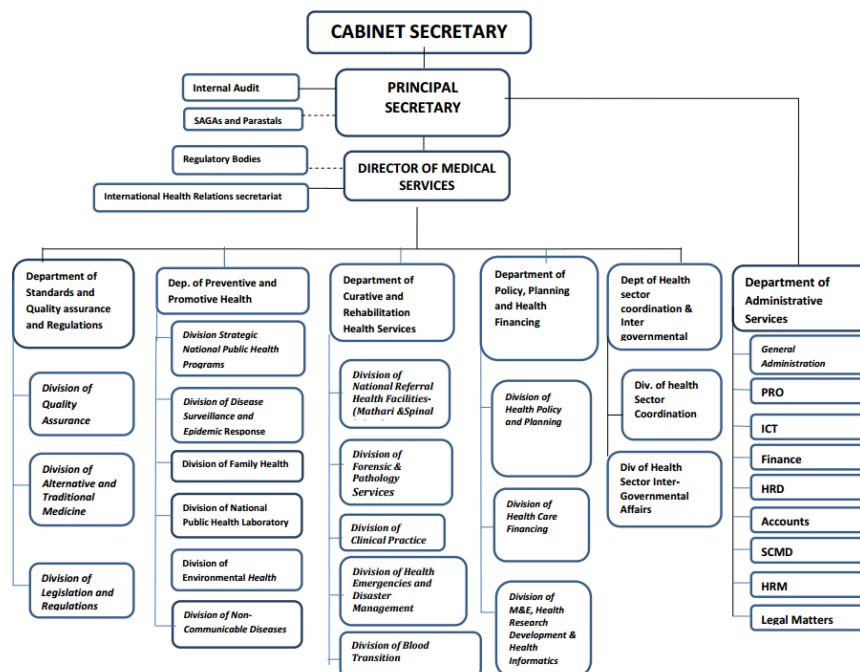 CABINET SECRETARY
PRINCIPAL
SECRETARY
Internal Audit
SAGAs and Parastals
Regulatory Bodies
DIRECTOR OF MEDICAL
SERVICES
International Health Relations secretariat
Department of
Standards and
Quality assurance
and Regulations
Division of
Quality
Assurance
Division of
Alternative and
Traditional
Medicine
Division of
Legislation and
Regulations
Dep. of Preventive and
Promotive Health
Division Strategic
National Public Health
Programs
Division of Disease
Surveillance and
Epidemic Response
Division of Family Health
Division of National
Public Health Laboratory
Division of
Environmental Health
Division of Non-
Communicable Diseases
Department of
Curative and
Rehabilitation
Health Services
Division of
National Referral
Health Facilities-
(Mathari &Spinal
Division of
Forensic &
Pathology
Services
Division of
Clinical Practice
Division of Health
Emergencies and
Disaster
Management
Division of Blood
Transition
Department of
Policy, Planning
and Health
Financing
Division of
Health Policy
and Planning
Division of
Health Care
Financing
Division of
M&E, Health
Research
Development &
Health
Informatics
Dept of Health
sector
coordination &
Inter
governmental
Div. of health
Sector
Coordination
Div of Health
Sector Inter-
Governmental
Affairs
Department of
Administrative
Services
General
Administration
PRO
ICT
Finance
HRD
Accounts
SCMD
HRM
Legal Matters